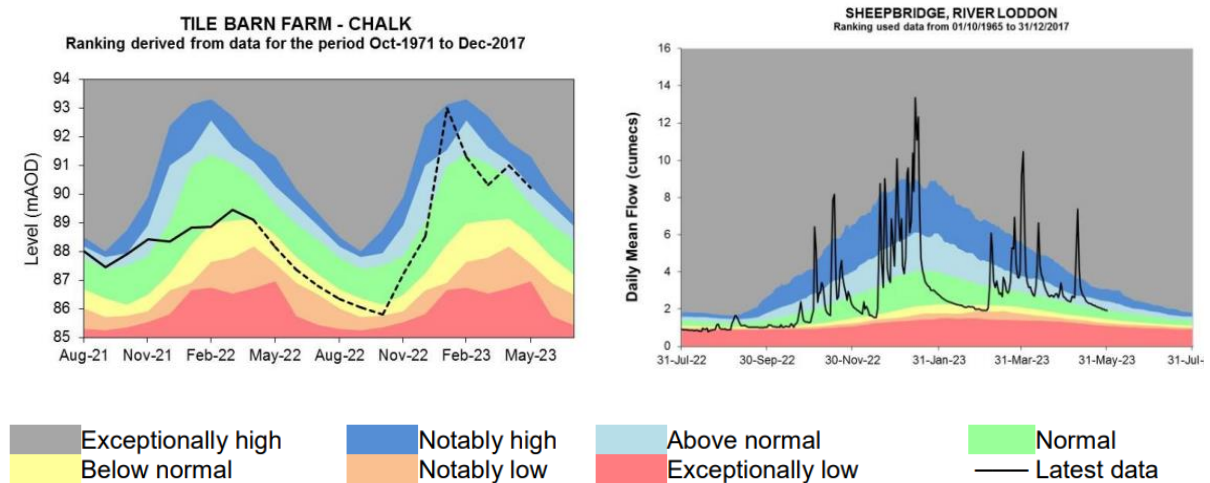 TILE BARN FARM - CHALK
Ranking derived from data for the period Oct-1971 to Dec-2017
Level (mAOD)
94
93
92
91
90
89
88
87
86
85
Aug-21 Nov-21 Feb-22 May-22 Aug-22 Nov-22 Feb-23 May-23
SHEEPBRIDGE, RIVER LODDON
Ranking used data from 01/10/1965 to 31/12/2017
Daily Mean Flow (cumecs)
16
14
12
10
8
6
4
2
0
31-Jul-22 30-Sep-22 30-Nov-22 31-Jan-23 31-Mar-23 31-May-23 31-Jul-
Exceptionally high Notably high Above normal Normal
Below normal Notably low Exceptionally low Latest data